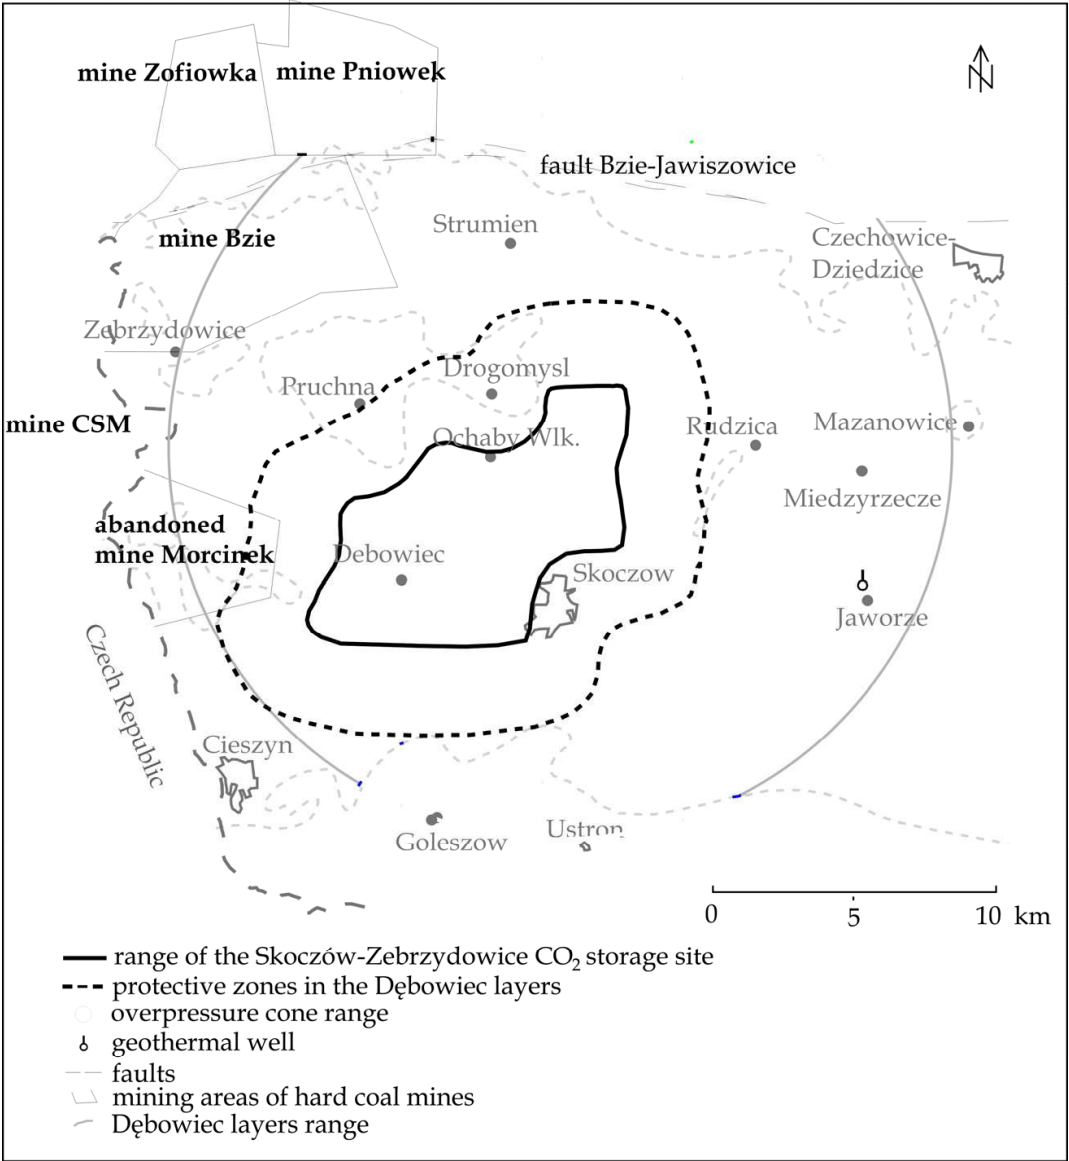 mine Zofiowka
mine Pniowek
N
fault Bzie-Jawiszowice
Strumien
mine Bzie
Czechowice-
Dziedzice
Zebrzydowice
Drogomysl
Pruchna
mine CSM
Ochaby Wlk.
Rudzica
Mazanowice
Miedzyrzecze
abandoned
mine Morcinek
Debowiec
Skoczow
Jaworze
Czech Republic
Cieszyn
Goleszow
Ustron
0 5 10 km
range of the Skoczów-Zebrzydowice CO₂ storage site
protective zones in the Dębowiec layers
overpressure cone range
geothermal well
faults
mining areas of hard coal mines
Dębowiec layers range